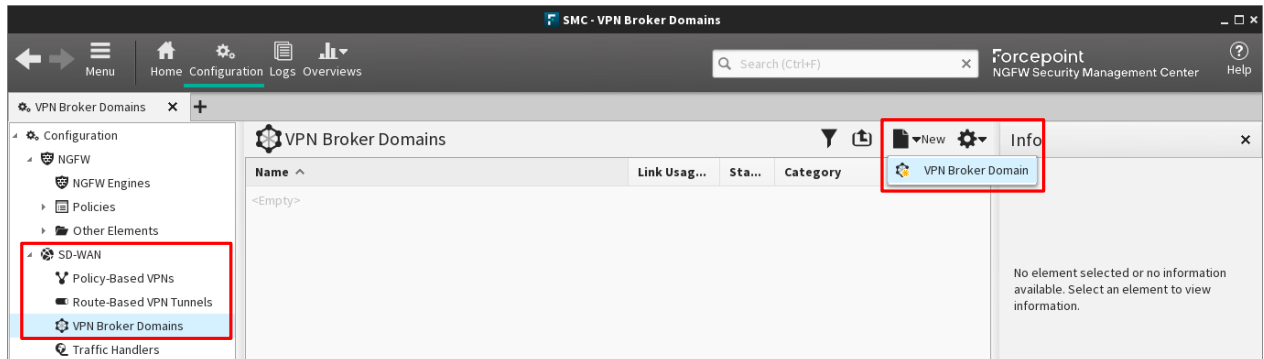 SMC - VPN Broker Domains
Menu
Home Configuration Logs Overviews
Search (Ctrl+F)
Forcepoint
NGFW Security Management Center
Help
VPN Broker Domains
Configuration
NGFW
NGFW Engines
Policies
Other Elements
SD-WAN
Policy-Based VPNs
Route-Based VPN Tunnels
VPN Broker Domains
Traffic Handlers
VPN Broker Domains
New
Name Link Usag... Sta... Category
<Empty>
VPN Broker Domain
Info
No element selected or no information
available. Select an element to view
information.